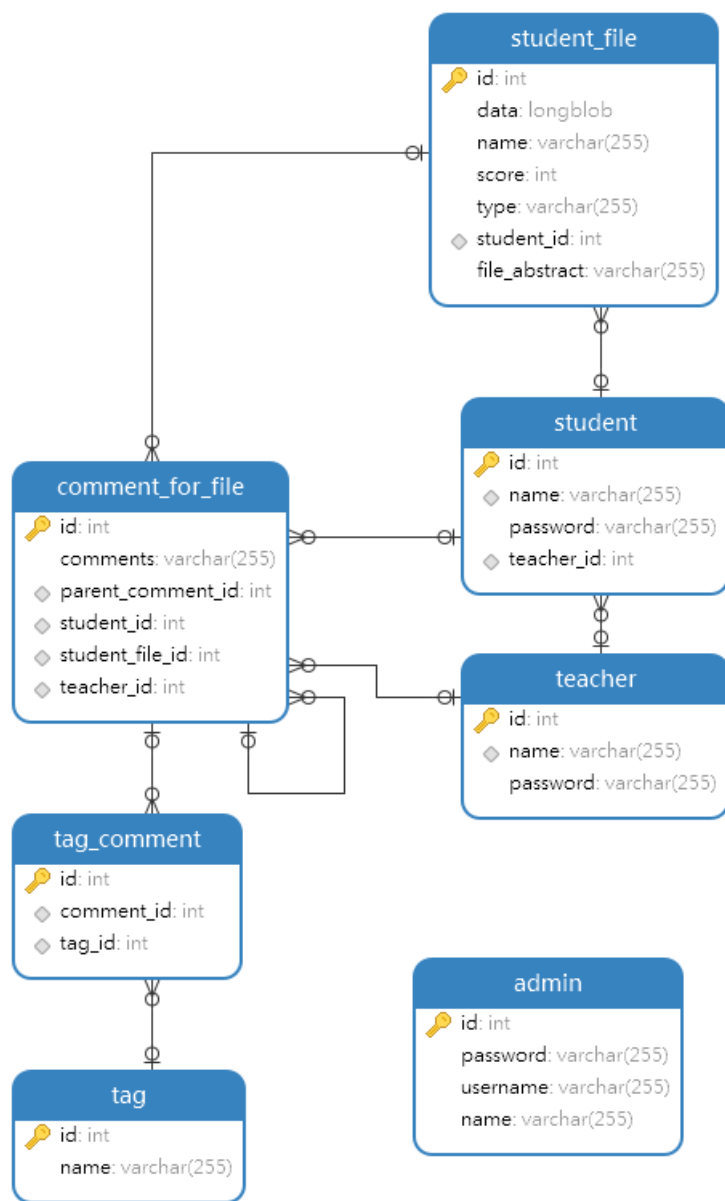 student_file
id: int
data: longblob
name: varchar(255)
score: int
type: varchar(255)
student_id: int
file_abstract: varchar(255)
student
id: int
name: varchar(255)
password: varchar(255)
teacher_id: int
comment_for_file
id: int
comments: varchar(255)
parent_comment_id: int
student_id: int
student_file_id: int
teacher_id: int
teacher
id: int
name: varchar(255)
password: varchar(255)
tag_comment
id: int
comment_id: int
tag_id: int
admin
id: int
password: varchar(255)
username: varchar(255)
name: varchar(255)
tag
id: int
name: varchar(255)